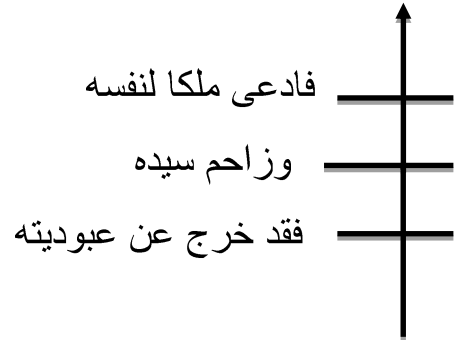 فادعى ملكا لنفسه
وزاحم سيده
فقد خرج عن عبوديته